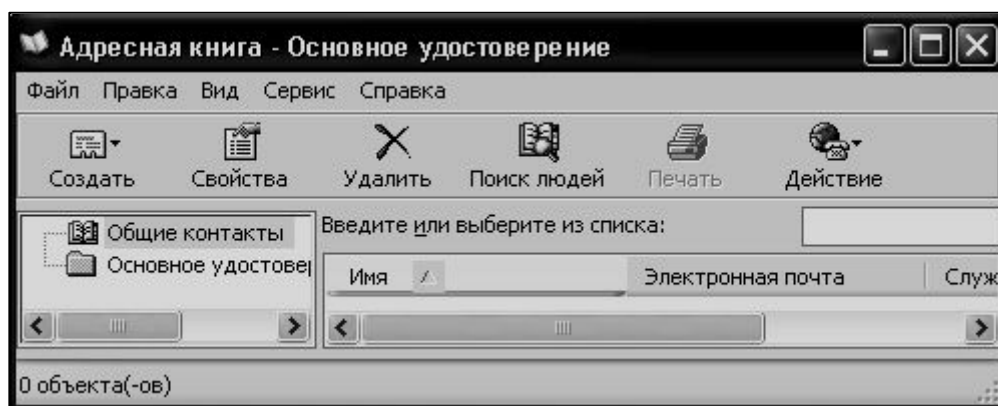 Адресная книга - Основное удостоверение
Файл Правка Вид Сервис Справка
Создать Свойства Удалить Поиск людей Печать Действие
Введите или выберите из списка:
Общие контакты
Основное удостовер
Имя Электронная почта Служ
0 объекта(-ов)